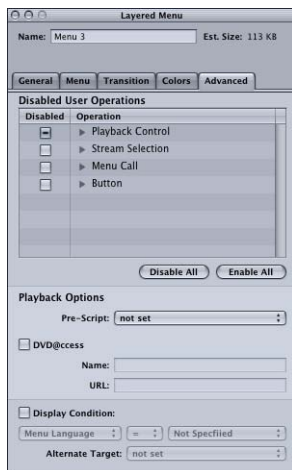 Layered Menu
Name: Menu 3 Est. Size: 113 KB
General Menu Transition Colors Advanced
Disabled User Operations
Disabled Operation
Playback Control
Stream Selection
Menu Call
Button
Disable All Enable All
Playback Options
Pre-Script: not set
DVD@ccess
Name:
URL:
Display Condition:
Menu Language = Not Specfiied
Alternate Target: not set